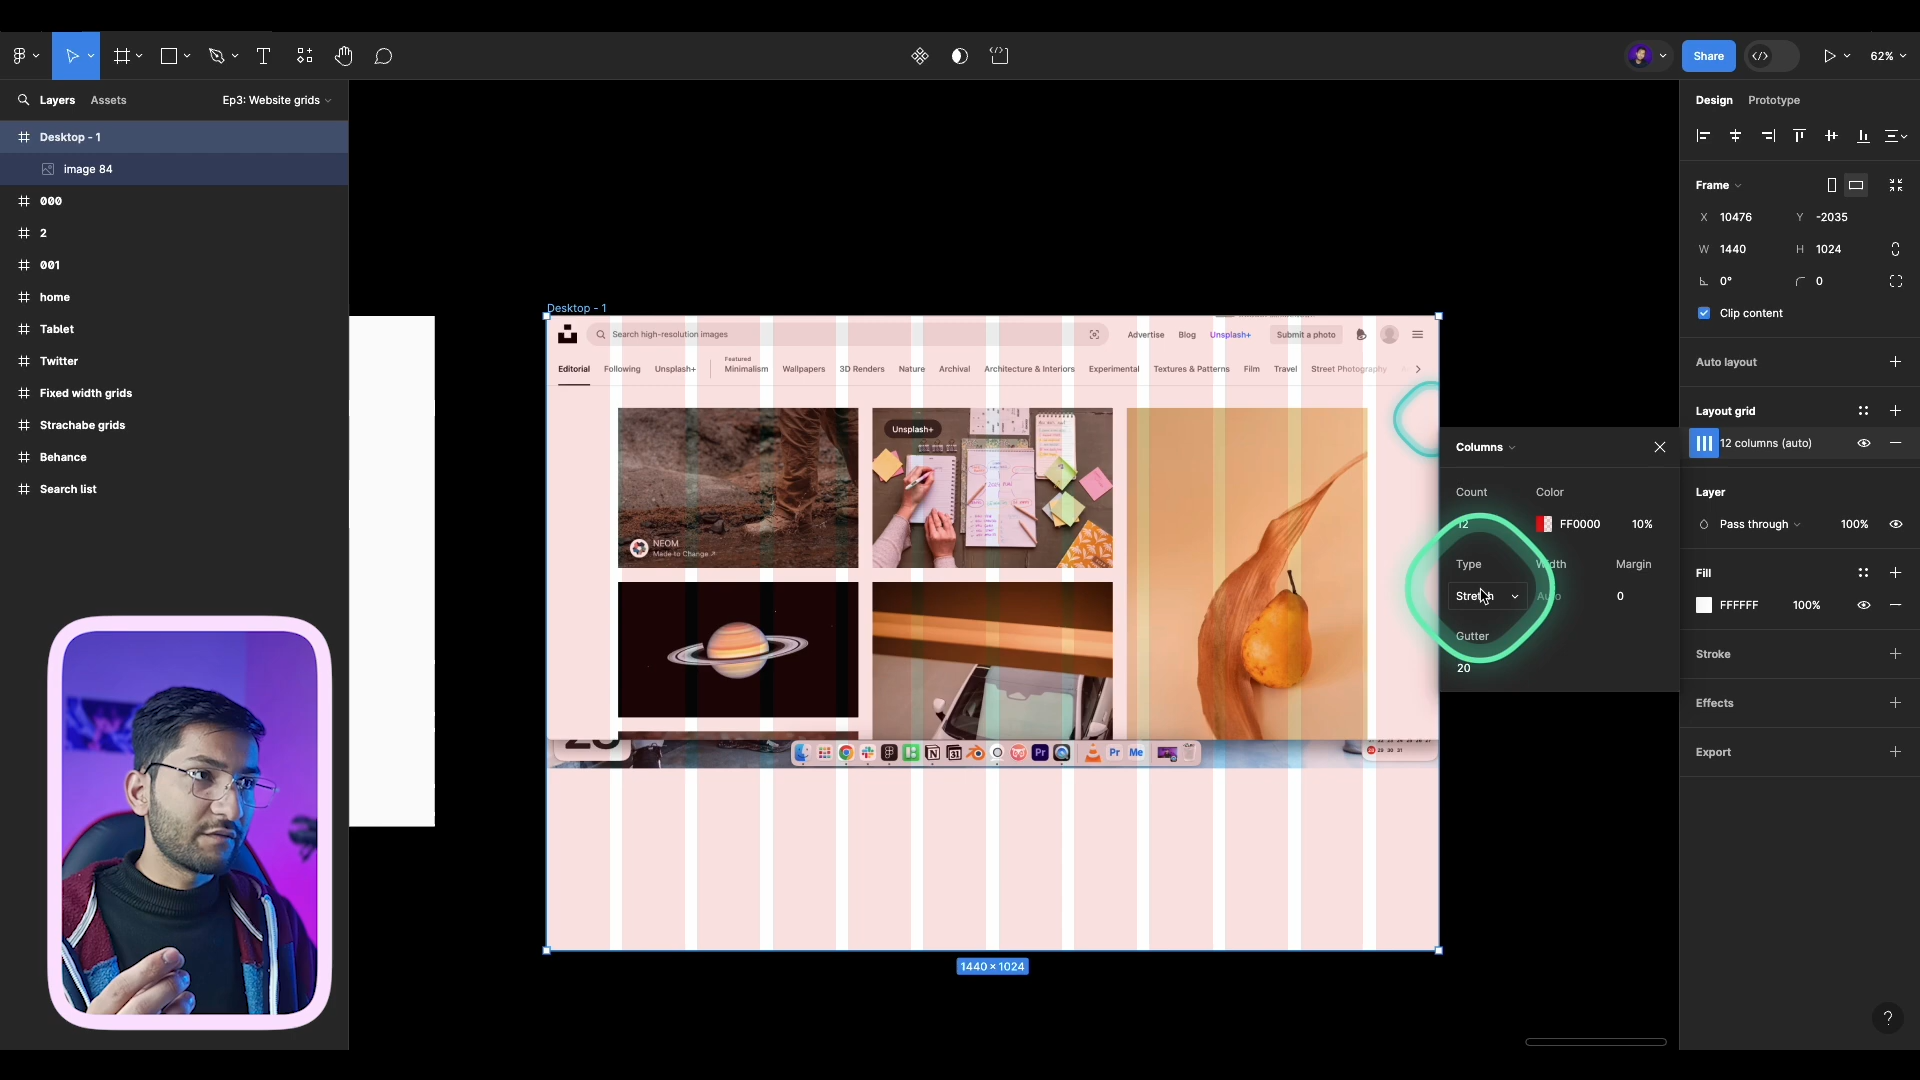 Share
62%
Layers
Assets
Ep3: Website grids
Desktop - 1
image 84
000
2
001
home
Tablet
Twitter
Fixed width grids
Strachabe grids
Behance
Search list
Desktop - 1
Search high-resolution images
Advertise
Blog
Unsplash+
Submit a photo
Editorial
Following
Unsplash+
Featured
Minimalism
Wallpapers
3D Renders
Nature
Archival
Architecture & Interiors
Experimental
Textures & Patterns
Film
Travel
Street Photography
Unsplash+
NEOM
Made to Change ↗
1440 × 1024
Columns
Count
Color
12
FF0000
10%
Type
Width
Margin
Stretch
Auto
0
Gutter
20
Design
Prototype
Frame
X 10476
Y -2035
W 1440
H 1024
0°
0
Clip content
Auto layout
Layout grid
12 columns (auto)
Layer
Pass through
100%
Fill
FFFFFF
100%
Stroke
Effects
Export
?